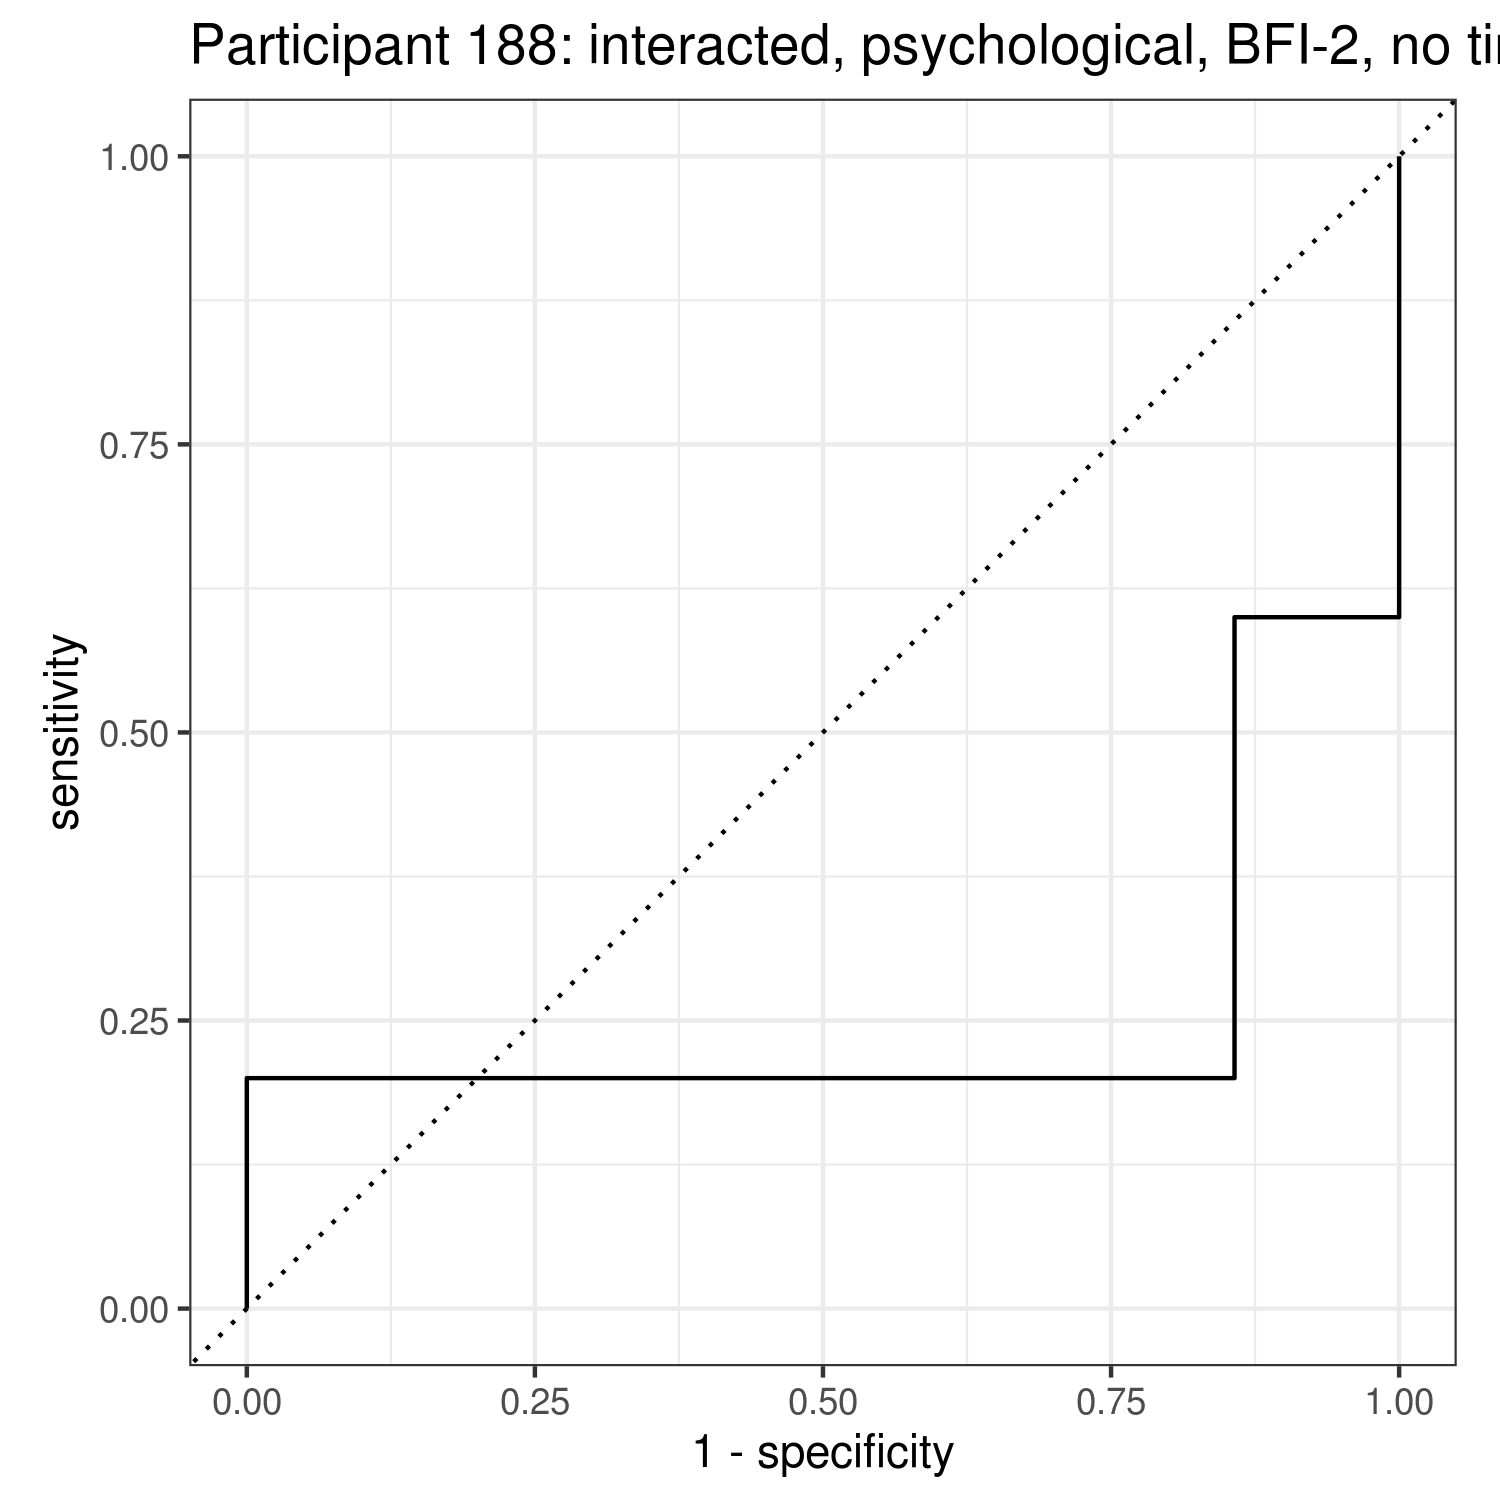 Participant 188: interacted, psychological, BFI-2, no
1.00
0.75
0.50
0.25
0.00
sensitivity
0.00 0.25 0.50 0.75 1.00
1 - specificity